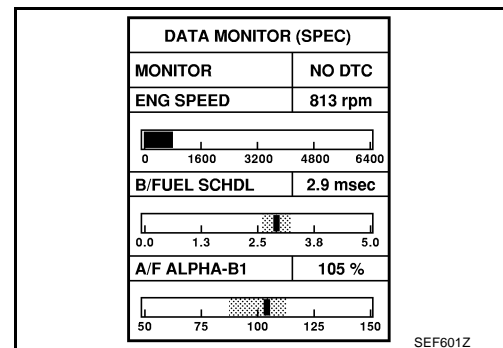 DATA MONITOR (SPEC)
MONITOR NO DTC
ENG SPEED 813 rpm
0 1600 3200 4800 6400
B/FUEL SCHDL 2.9 msec
0.0 1.3 2.5 3.8 5.0
A/F ALPHA-B1 105 %
50 75 100 125 150
SEF601Z